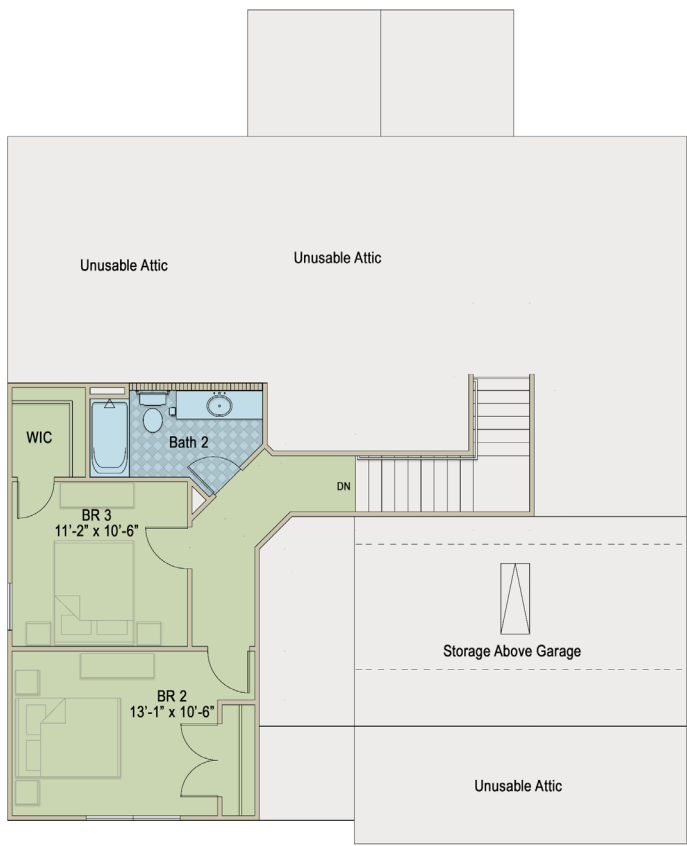 Unusable Attic
Unusable Attic
WIC
Bath 2
DN
BR 3
11'-2" x 10'-6"
Storage Above Garage
BR 2
13'-1" x 10'-6"
Unusable Attic